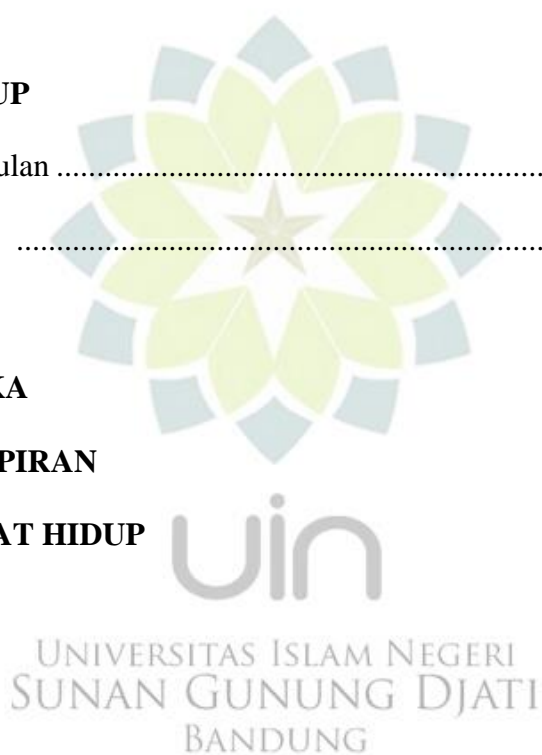 UP
ulan ................................................................
................................................................
KA
PIRAN
AT HIDUP
uin
UNIVERSITAS ISLAM NEGERI
SUNAN GUNUNG DJATI
BANDUNG